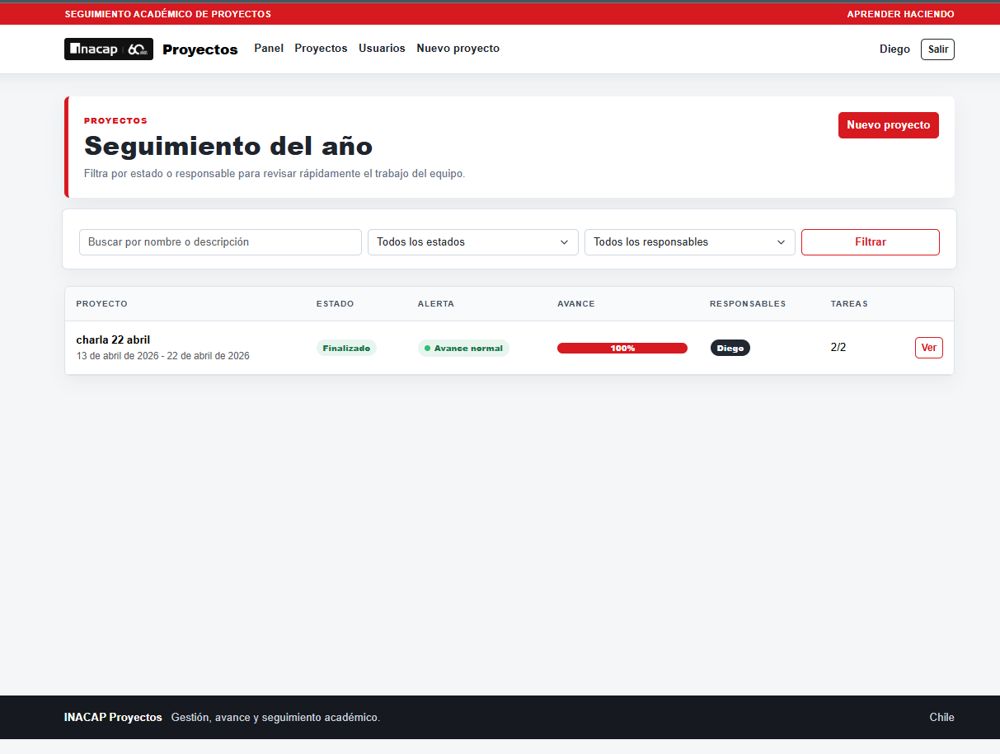 SEGUIMIENTO ACADÉMICO DE PROYECTOS APRENDER HACIENDO
inacap 60 Proyectos Panel Proyectos Usuarios Nuevo proyecto Diego Salir
PROYECTOS
Nuevo proyecto
Seguimiento del año
Filtra por estado o responsable para revisar rápidamente el trabajo del equipo.
Buscar por nombre o descripción Todos los estados Todos los responsables Filtrar
PROYECTO ESTADO ALERTA AVANCE RESPONSABLES TAREAS
charla 22 abril
13 de abril de 2026 - 22 de abril de 2026
Finalizado Avance normal 100% Diego 2/2 Ver
INACAP Proyectos Gestión, avance y seguimiento académico. Chile